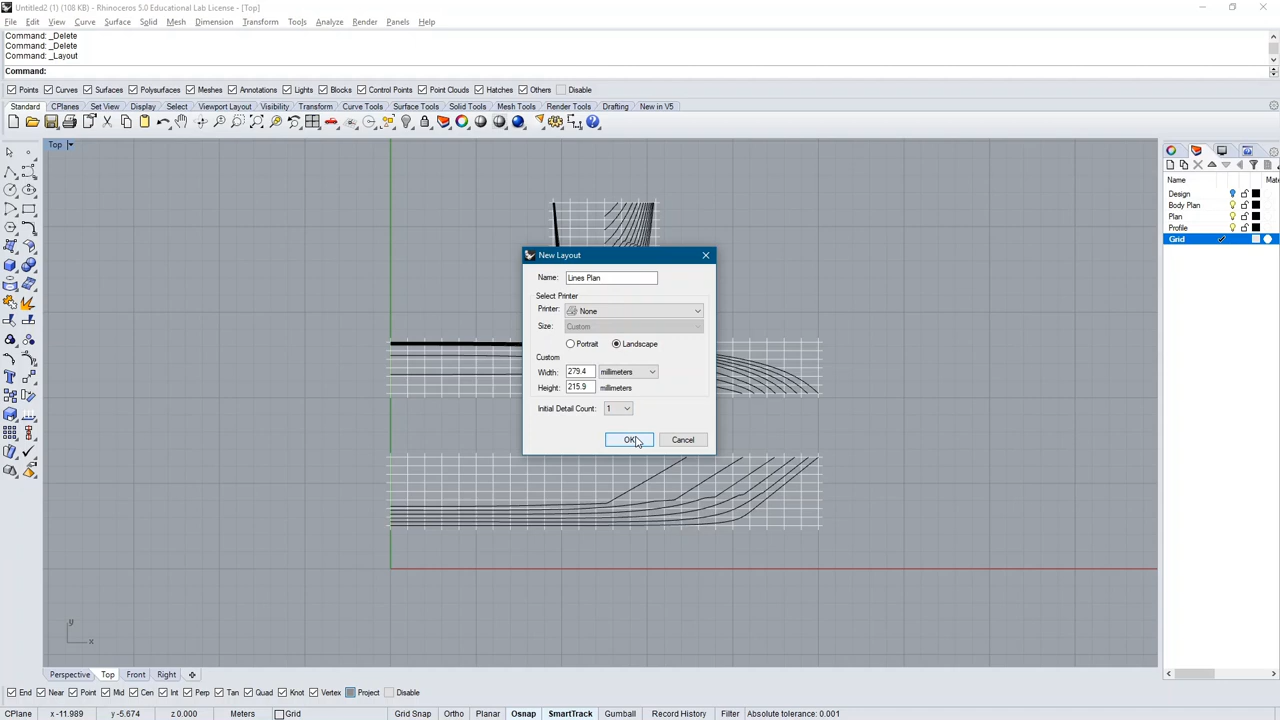 Untitled2 (1) (108 KB) - Rhinoceros 5.0 Educational Lab License - [Top]
File Edit View Curve Surface Solid Mesh Dimension Transform Tools Analyze Render Panels Help
Command: _Delete
Command: _Delete
Command: _Layout
Command:
Points Curves Surfaces Polysurfaces Meshes Annotations Lights Blocks Control Points Point Clouds Hatches Others Disable
Standard CPlanes Set View Display Select Viewport Layout Visibility Transform Curve Tools Surface Tools Solid Tools Mesh Tools Render Tools Drafting New in V5
Top
Name
Design
Body Plan
Plan
Profile
Grid
New Layout
Name: Lines Plan
Select Printer
Printer: None
Size: Custom
Portrait Landscape
Custom
Width: 279.4 millimeters
Height: 215.9 millimeters
Initial Detail Count: 1
OK Cancel
y
x
Perspective Top Front Right
End Near Point Mid Cen Int Perp Tan Quad Knot Vertex Project Disable
CPlane x -11.989 y -5.674 z 0.000 Meters Grid Grid Snap Ortho Planar Osnap SmartTrack Gumball Record History Filter Absolute tolerance: 0.001